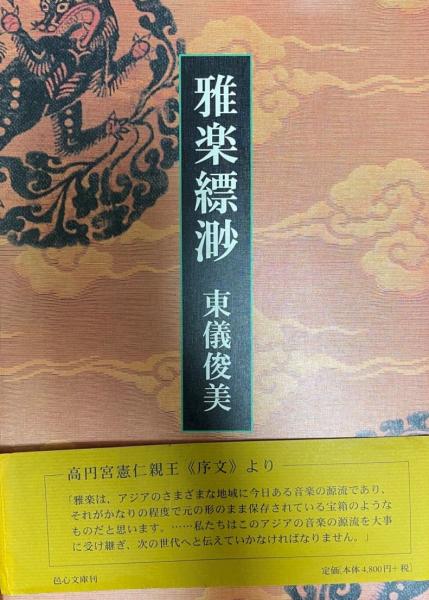 雅楽縹渺
東儀俊美
高円宮憲仁親王《序文》より
「雅楽は、アジアのさまざまな地域に今日ある音楽の源流であり、
それがかなりの程度で元の形のまま保存されている宝箱のような
ものだと思います。……私たちはこのアジアの音楽の源流を大事
に受け継ぎ、次の世代へと伝えていかなければなりません。」
色心文庫刊
定価[本体4,800円+税]